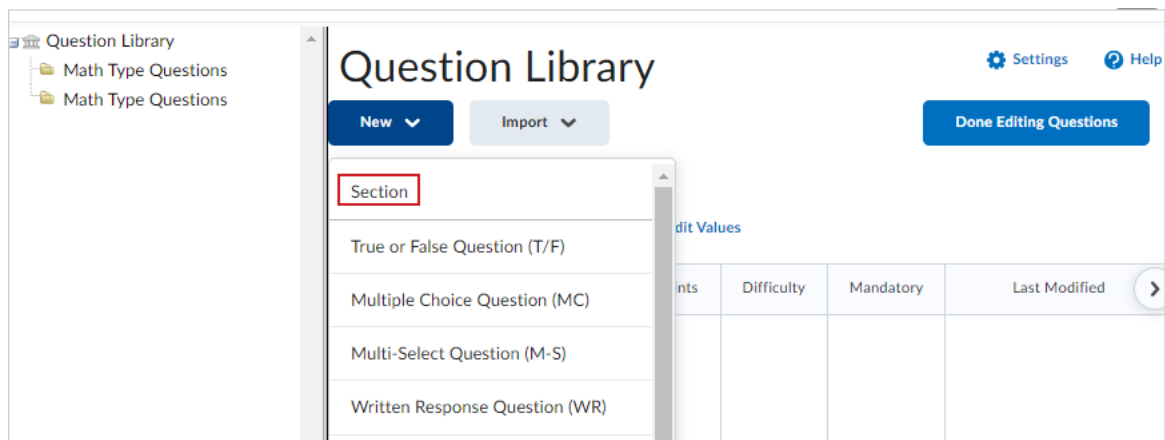 Question Library
Math Type Questions
Math Type Questions
Question Library
Settings
Help
New
Import
Done Editing Questions
Section
True or False Question (T/F)
Multiple Choice Question (MC)
Multi-Select Question (M-S)
Written Response Question (WR)
dit Values
nts
Difficulty
Mandatory
Last Modified